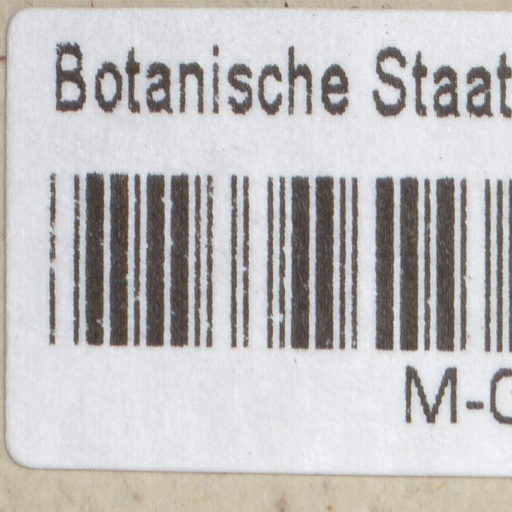 Botanische Staat
M-